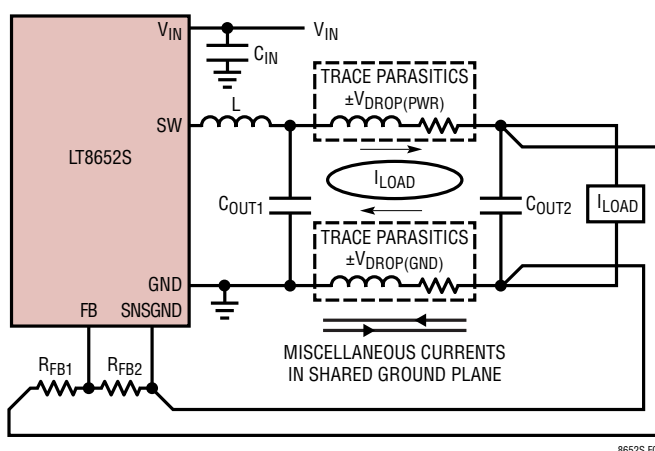 VIN
VIN
CIN
TRACE PARASITICS
±VDROP(PWR)
L
SW
LT8652S
ILOAD
COUT1
COUT2
ILOAD
TRACE PARASITICS
±VDROP(GND)
GND
FB
SNSGND
MISCELLANEOUS CURRENTS
IN SHARED GROUND PLANE
RFB1
RFB2